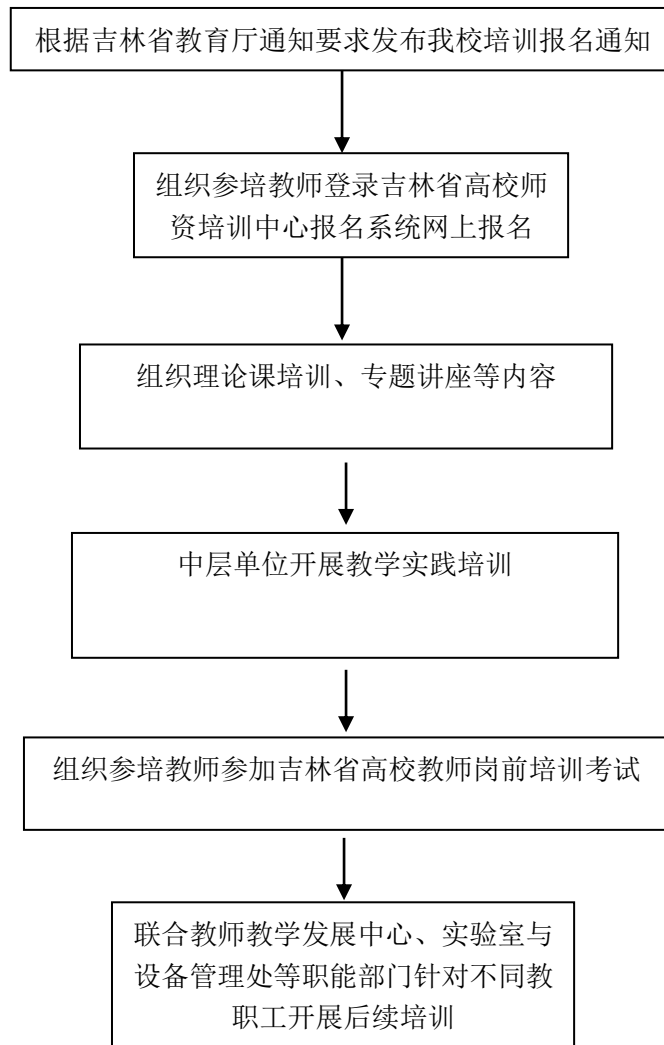 根据吉林省教育厅通知要求发布我校培训报名通知
组织参培教师登录吉林省高校师
资培训中心报名系统网上报名
组织理论课培训、专题讲座等内容
中层单位开展教学实践培训
组织参培教师参加吉林省高校教师岗前培训考试
联合教师教学发展中心、实验室与
设备管理处等职能部门针对不同教
职工开展后续培训